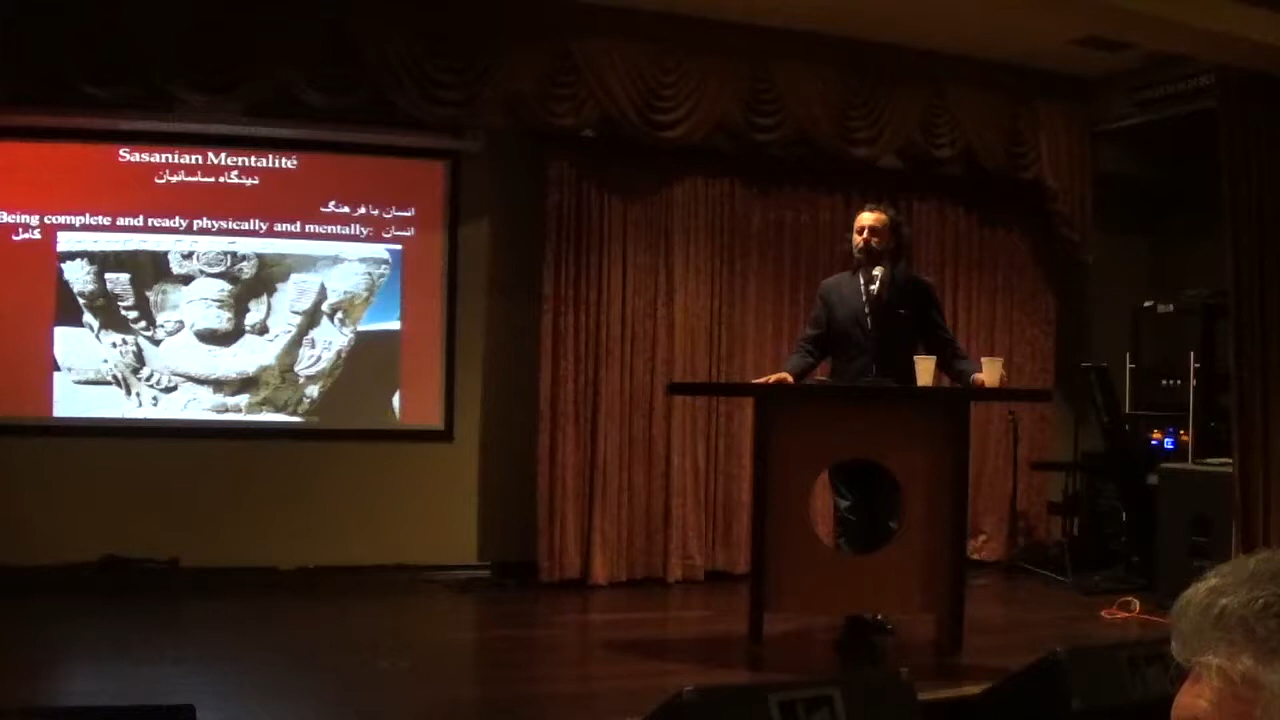 Sasanian Mentalité
دیدگاه ساسانیان
انسان با فرهنگ
Being complete and ready physically and mentally: انسان
کامل